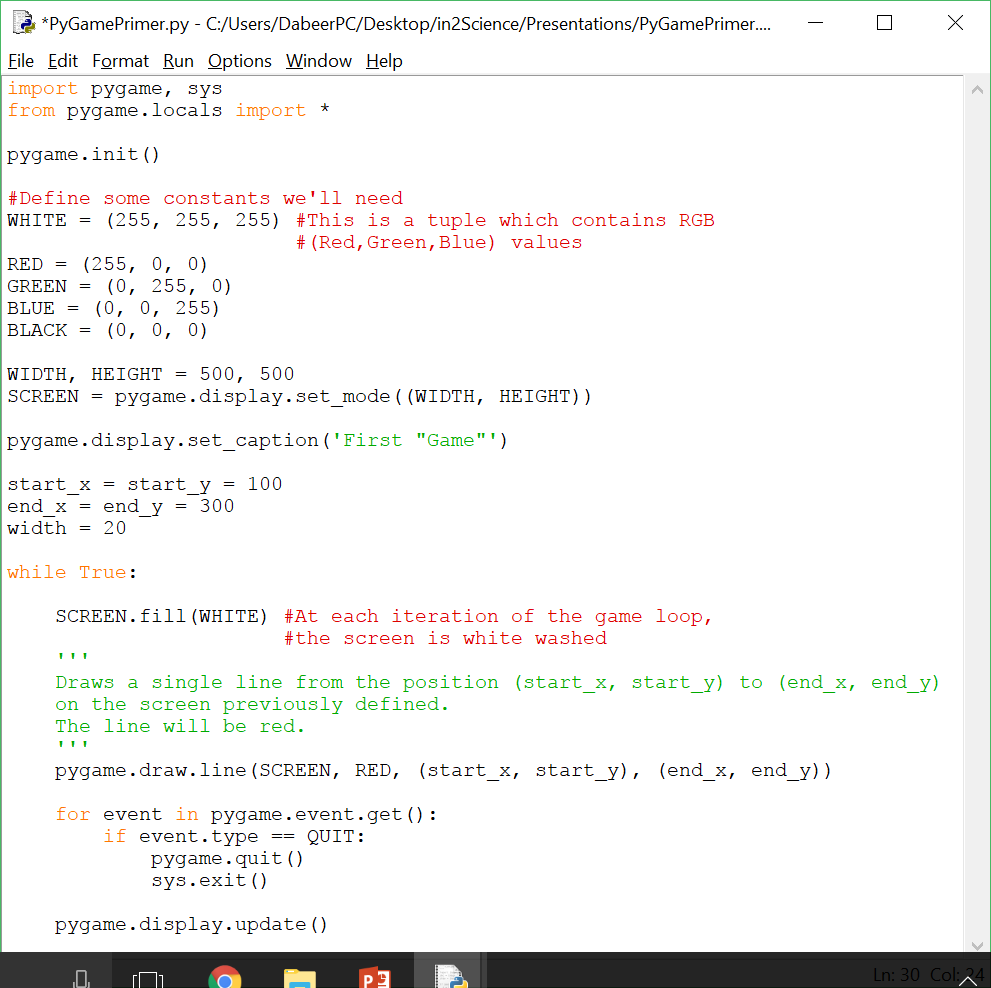 *PyGamePrimer.py - C:/Users/DabeerPC/Desktop/in2Science/Presentations/PyGamePrimer....
File Edit Format Run Options Window Help
import pygame, sys
from pygame.locals import *

pygame.init()

#Define some constants we'll need
WHITE = (255, 255, 255) #This is a tuple which contains RGB
                        #(Red,Green,Blue) values
RED = (255, 0, 0)
GREEN = (0, 255, 0)
BLUE = (0, 0, 255)
BLACK = (0, 0, 0)

WIDTH, HEIGHT = 500, 500
SCREEN = pygame.display.set_mode((WIDTH, HEIGHT))

pygame.display.set_caption('First "Game"')

start_x = start_y = 100
end_x = end_y = 300
width = 20

while True:

    SCREEN.fill(WHITE) #At each iteration of the game loop,
                       #the screen is white washed
    '''
    Draws a single line from the position (start_x, start_y) to (end_x, end_y)
    on the screen previously defined.
    The line will be red.
    '''
    pygame.draw.line(SCREEN, RED, (start_x, start_y), (end_x, end_y))

    for event in pygame.event.get():
        if event.type == QUIT:
            pygame.quit()
            sys.exit()

    pygame.display.update()
Ln: 30 Col: 24